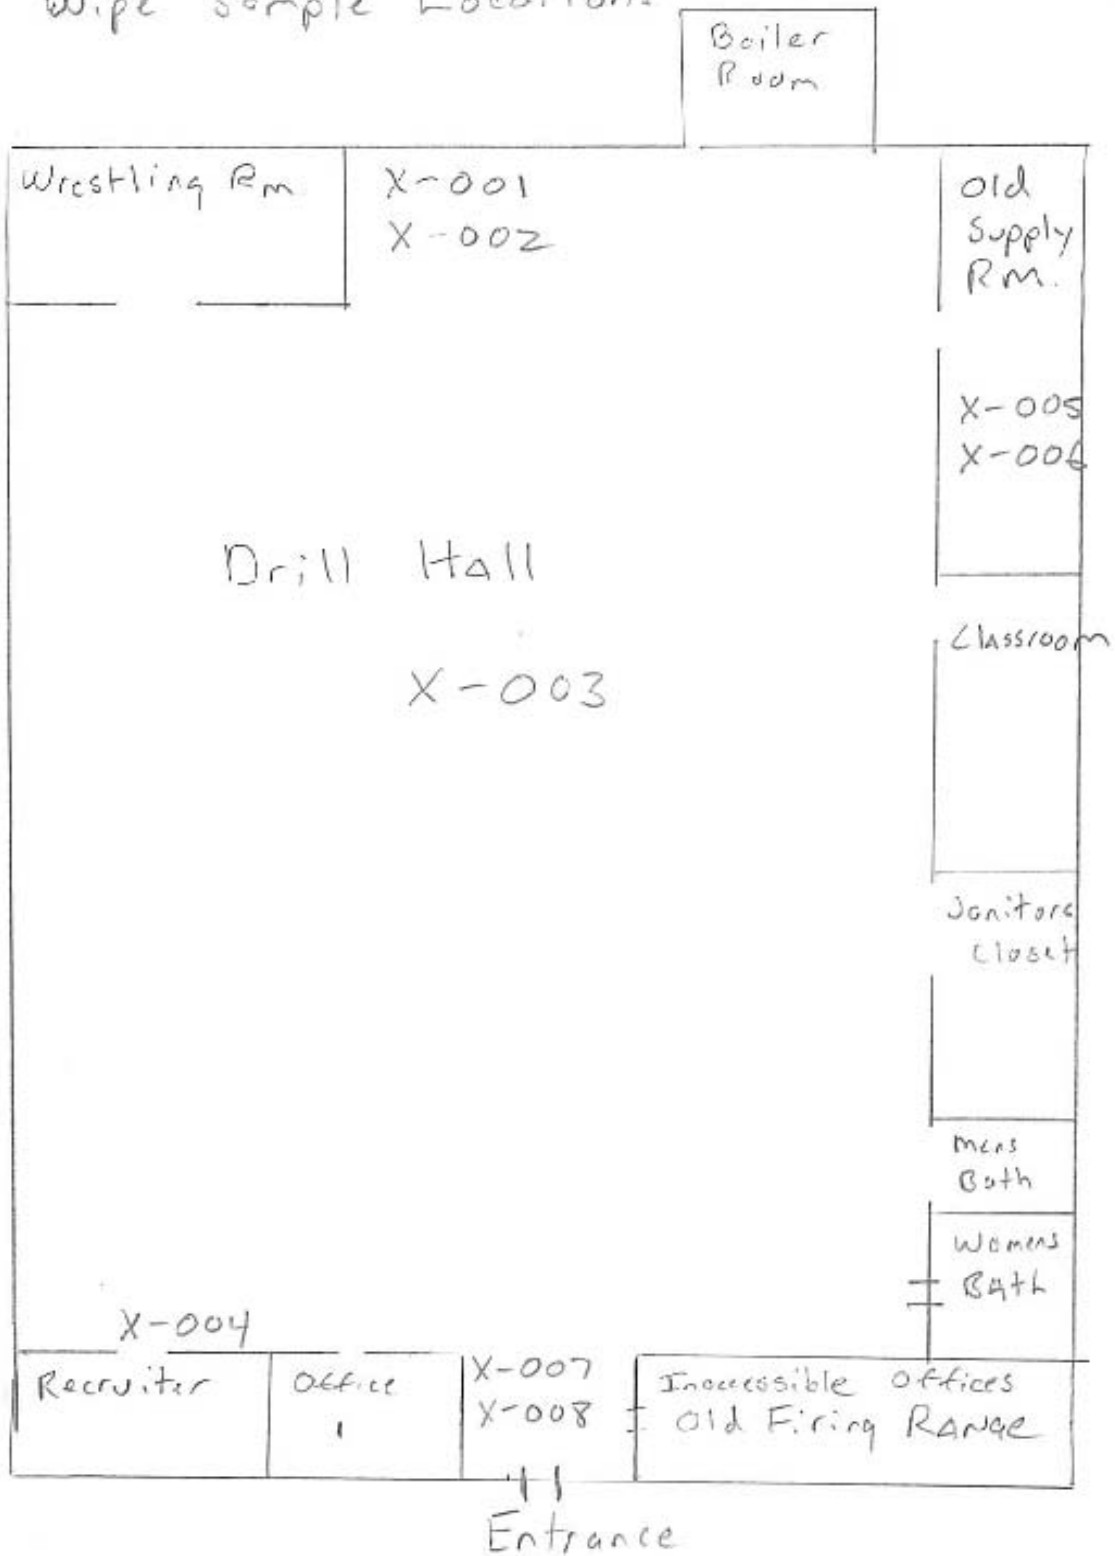 Wipe Sample Locations
Boiler
Room
Wrestling Rm
X-001
X-002
Old
Supply
Rm.
X-005
X-006
Drill Hall
Classroom
X-003
Janitors
Closet
Mens
Bath
Womens
BAth
X-004
Recruiter
Office
1
X-007
X-008
Inaccessible Offices
Old Firing RANGE
Entrance